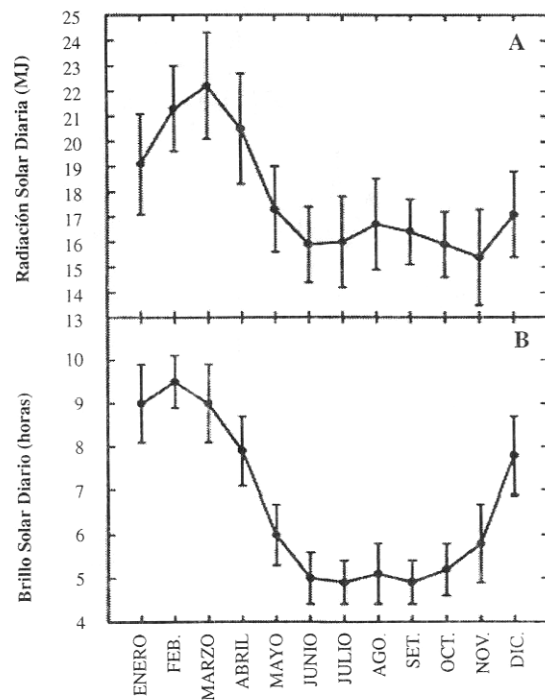 A
Radiación Solar Diaria (MJ)
25
24
23
22
21
20
19
18
17
16
15
14
13
B
Brillo Solar Diario (horas)
10
9
8
7
6
5
4
ENERO
FEB.
MARZO
ABRIL
MAYO
JUNIO
JULIO
AGO.
SET.
OCT.
NOV.
DIC.